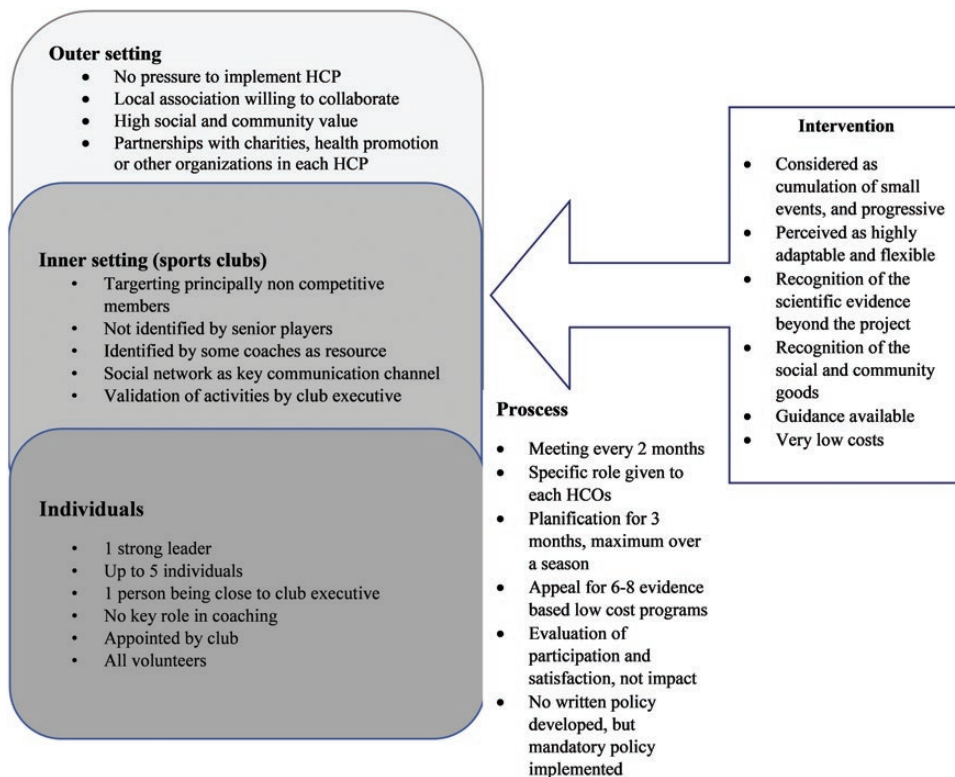 Outer setting
• No pressure to implement HCP
• Local association willing to collaborate
• High social and community value
• Partnerships with charities, health promotion
or other organizations in each HCP
Inner setting (sports clubs)
• Targerting principally non competitive
members
• Not identified by senior players
• Identified by some coaches as resource
• Social network as key communication channel
• Validation of activities by club executive
Individuals
• 1 strong leader
• Up to 5 individuals
• 1 person being close to club executive
• No key role in coaching
• Appointed by club
• All volunteers
Proscess
• Meeting every 2 months
• Specific role given to
each HCOs
• Planification for 3
months, maximum over
a season
• Appeal for 6-8 evidence
based low cost programs
• Evaluation of
participation and
satisfaction, not impact
• No written policy
developed, but
mandatory policy
implemented
Intervention
• Considered as
cumulation of small
events, and progressive
• Perceived as highly
adaptable and flexible
• Recognition of the
scientific evidence
beyond the project
• Recognition of the
social and community
goods
• Guidance available
• Very low costs